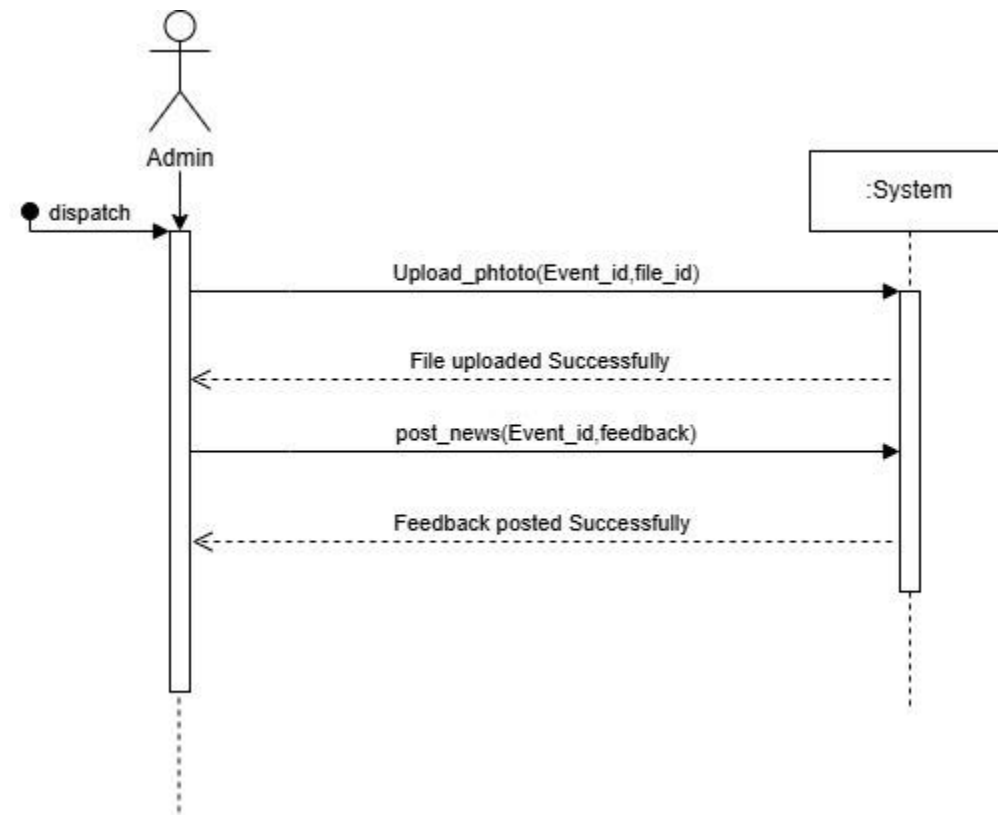 Admin
:System
dispatch
Upload_phtoto(Event_id,file_id)
File uploaded Successfully
post_news(Event_id,feedback)
Feedback posted Successfully